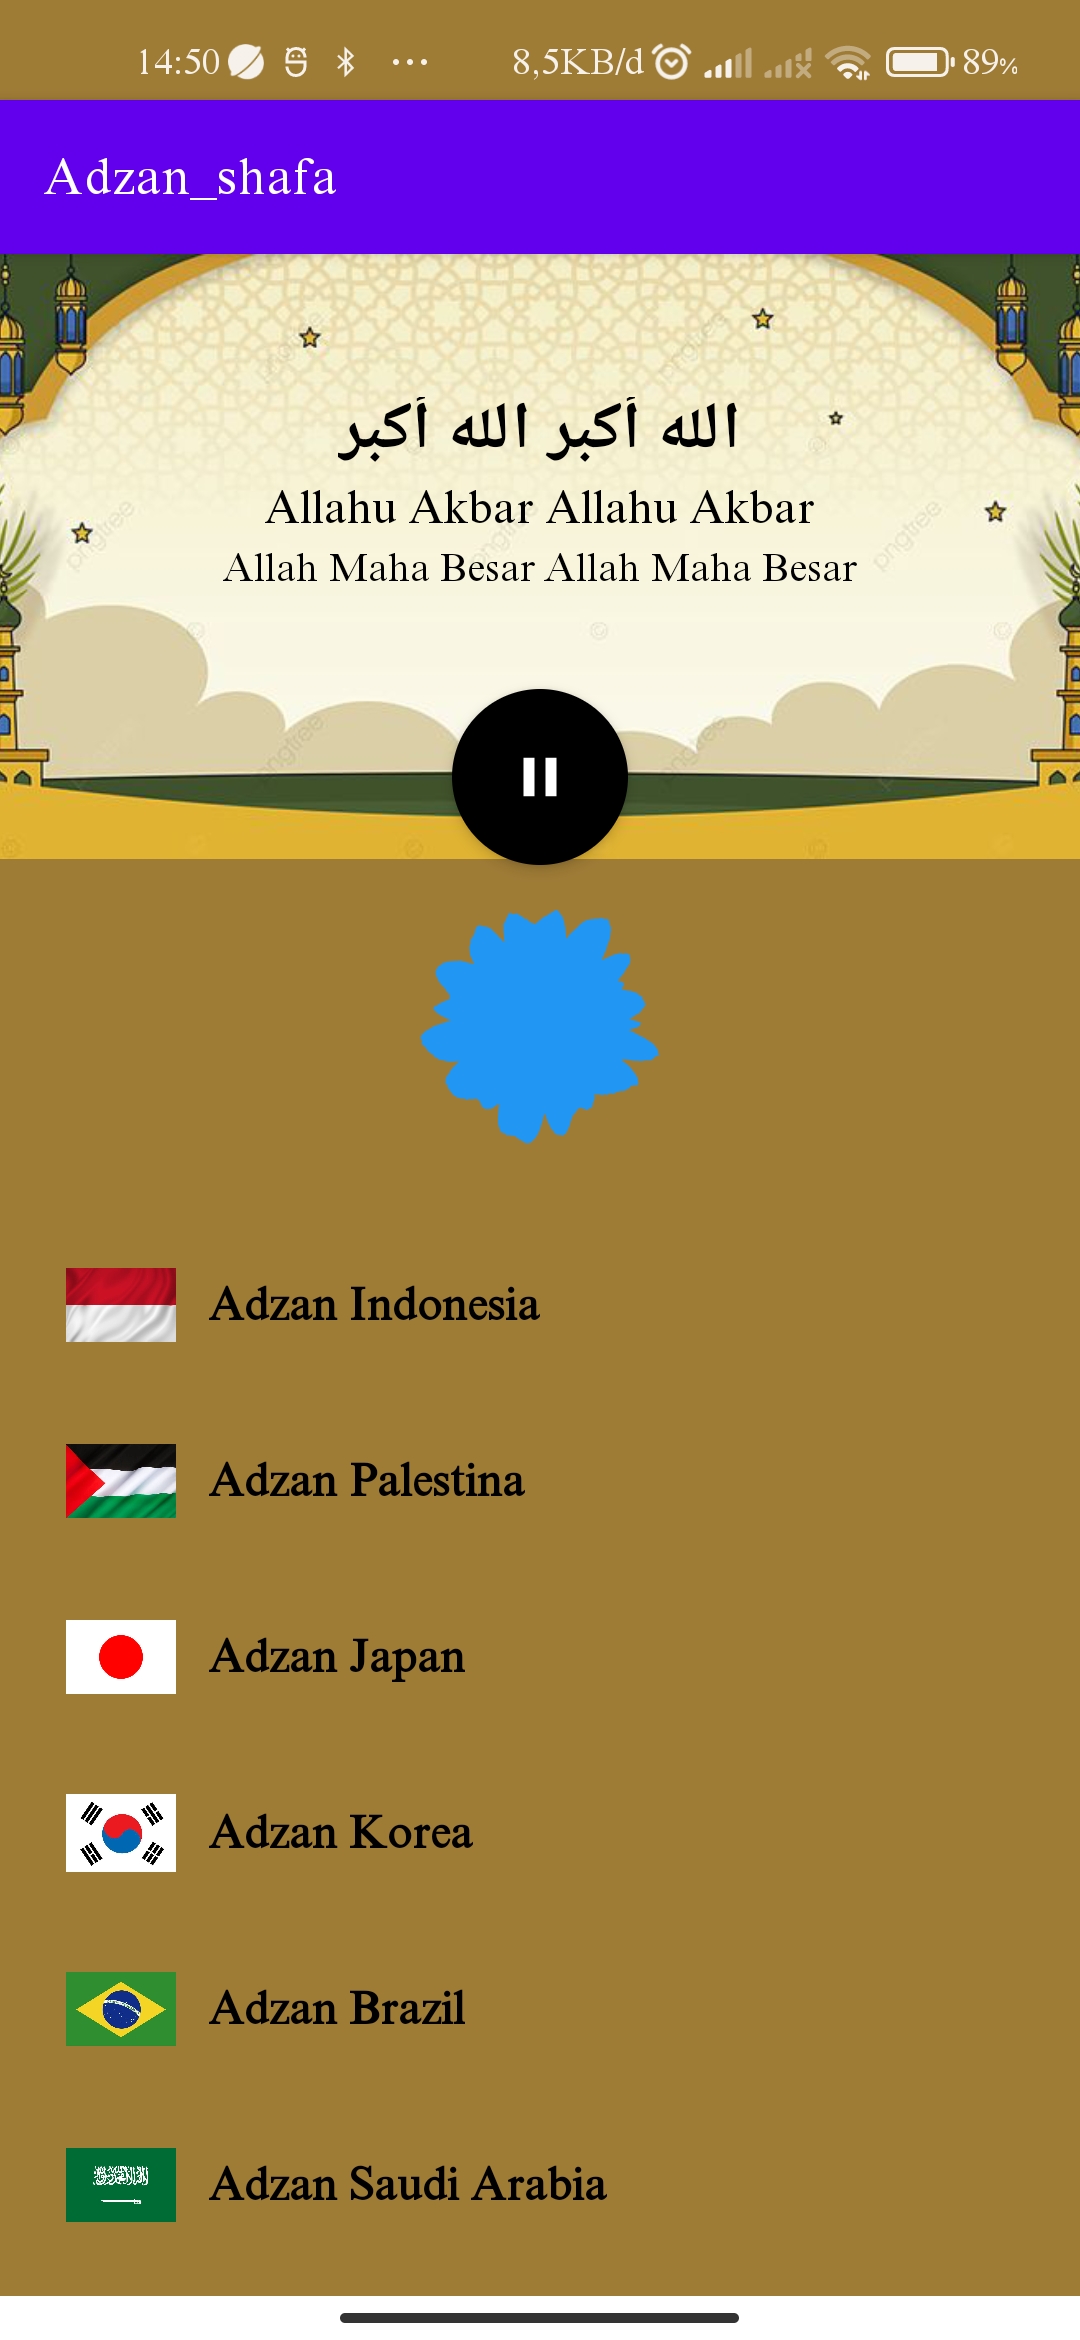 14:50 ... 8,5KB/d 89%
Adzan_shafa
الله أكبر الله أكبر
Allahu Akbar Allahu Akbar
Allah Maha Besar Allah Maha Besar
pngtree
Adzan Indonesia
Adzan Palestina
Adzan Japan
Adzan Korea
Adzan Brazil
Adzan Saudi Arabia